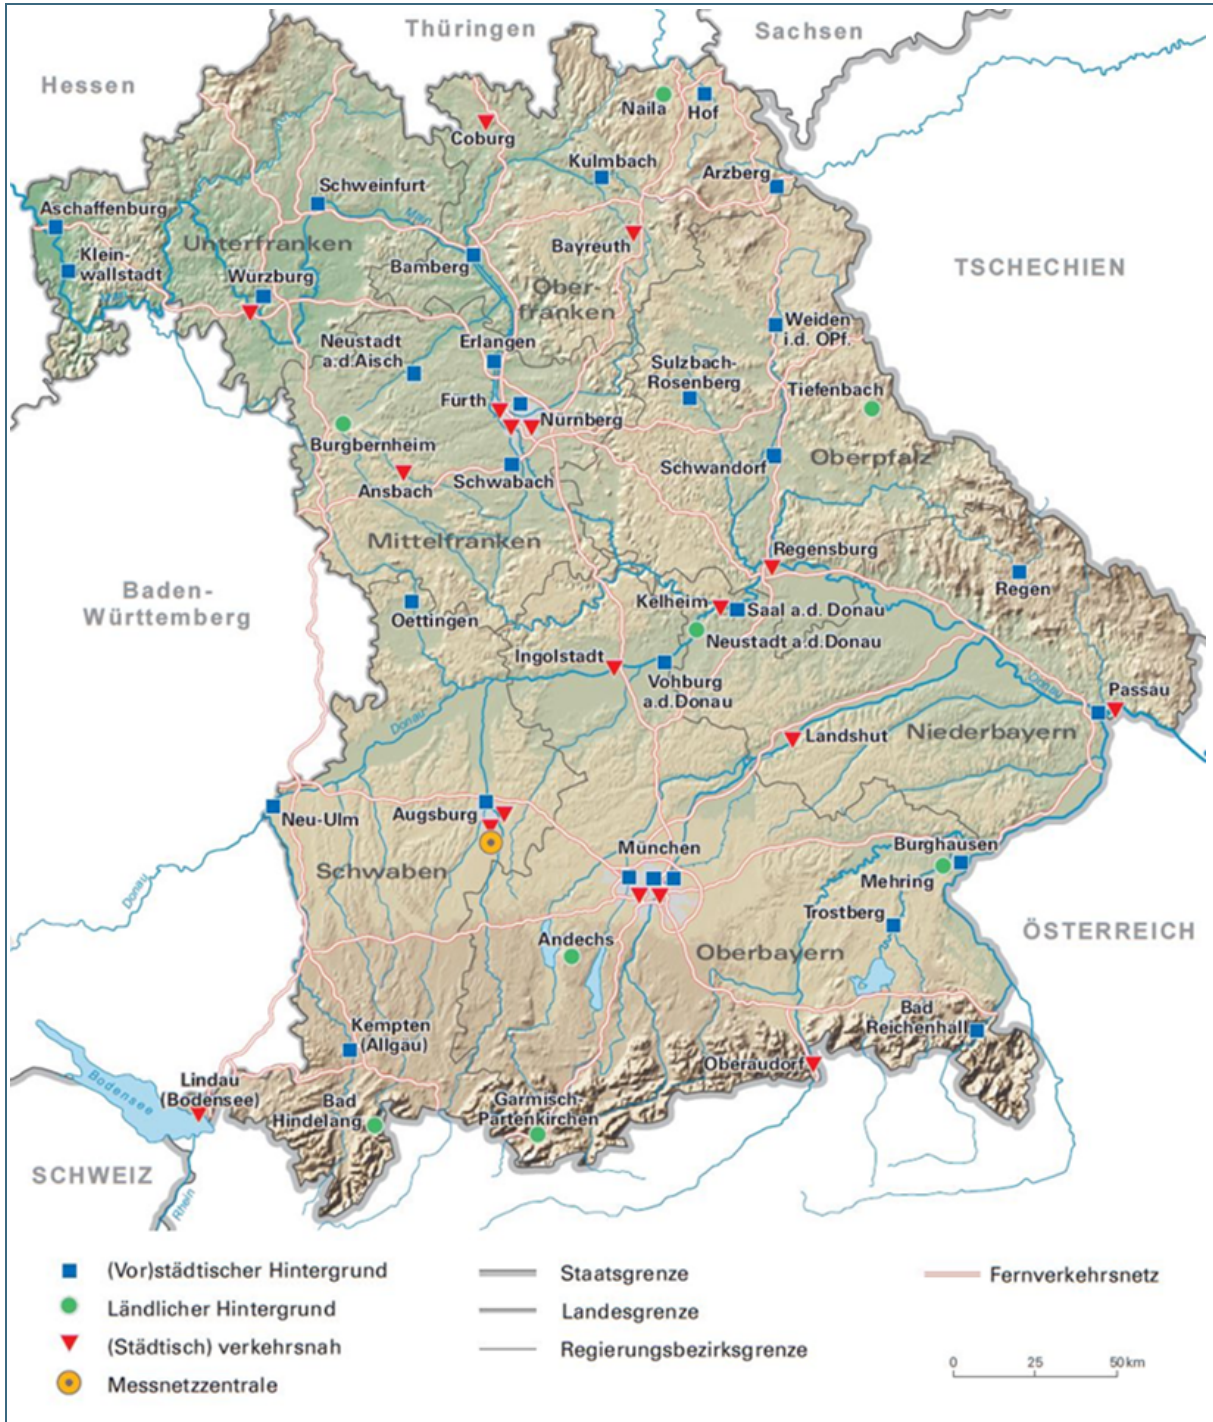 Thüringen
Sachsen
Hessen
Naila
Hof
Coburg
Kulmbach
Arzberg
Schweinfurt
Aschaffenburg
Main
Unterfranken
Bayreuth
Klein-
wallstadt
Bamberg
TSCHECHIEN
Würzburg
Ober-
franken
Weiden
i.d. OPf.
Neustadt
a.d.Aisch
Erlangen
Sulzbach-
Rosenberg
Tiefenbach
Fürth
Nürnberg
Burgbernheim
Oberpfalz
Schwandorf
Schwabach
Ansbach
Mittelfranken
Regensburg
Baden-
Württemberg
Regen
Kelheim
Saal a.d. Donau
Oettingen
Neustadt a.d.Donau
Ingolstadt
Vohburg
a.d.Donau
Donau
Passau
Donau
Niederbayern
Landshut
Neu-Ulm
Augsburg
München
Burghausen
Schwaben
Mehring
Donau
Trostberg
ÖSTERREICH
Andechs
Oberbayern
Bad
Reichenhall
Kempten
(Allgäu)
Oberaudorf
Bodensee
Lindau
(Bodensee)
Bad
Hindelang
Garmisch-
Partenkirchen
SCHWEIZ
Rhein
(Vor)städtischer Hintergrund
Ländlicher Hintergrund
(Städtisch) verkehrsnah
Messnetzzentrale
Staatsgrenze
Landesgrenze
Regierungsbezirksgrenze
Fernverkehrsnetz
0 25 50 km